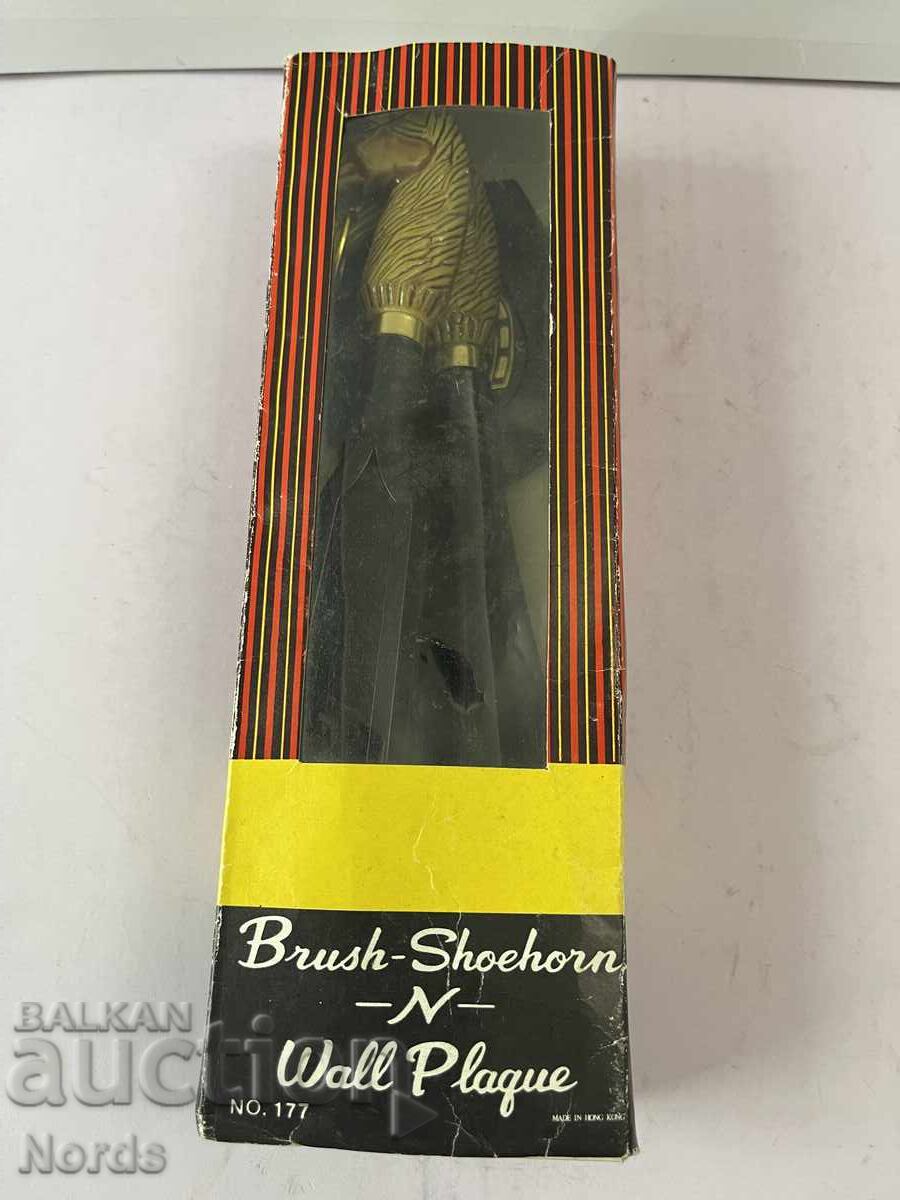 Brush-Shoehorn
-N-
Wall Plaque
NO. 177
MADE IN HONG KONG
BALKAN
auction
Nords